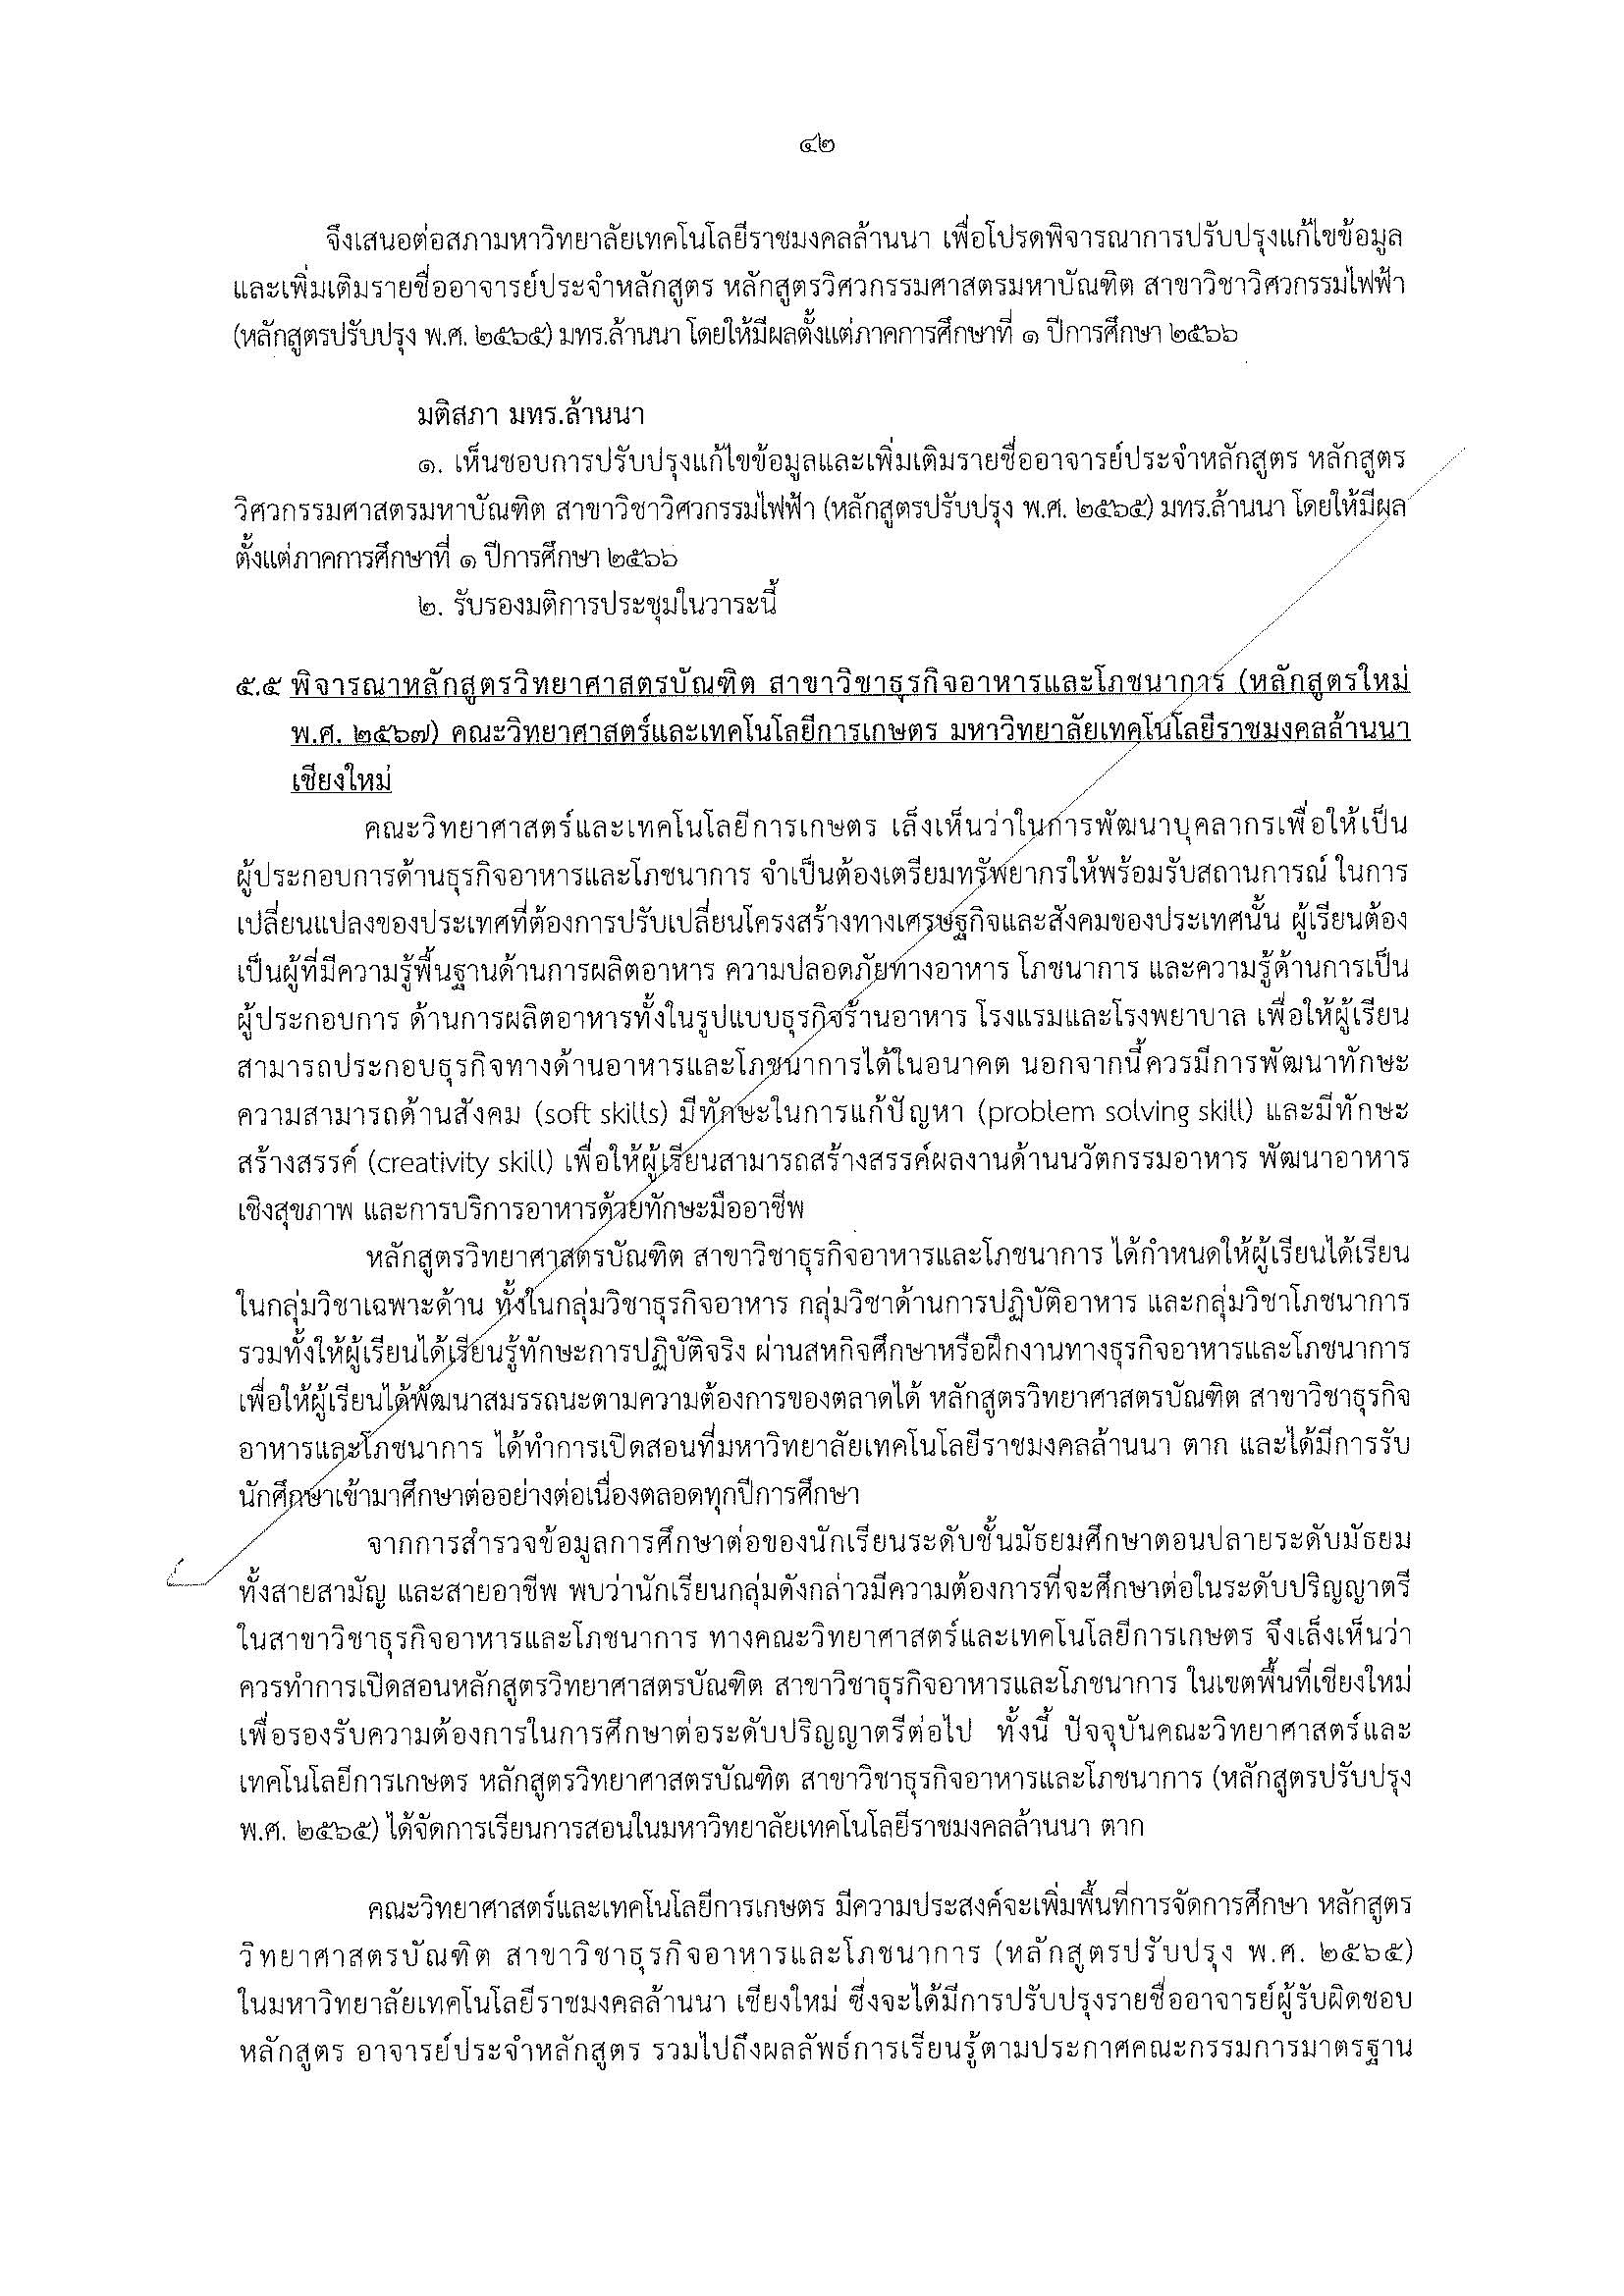 ๔๒
จึงเสนอต่อสภามหาวิทยาลัยเทคโนโลยีราชมงคลล้านนา เพื่อโปรดพิจารณาการปรับปรุงแก้ไขข้อมูล
และเพิ่มเติมรายชื่ออาจารย์ประจำหลักสูตร หลักสูตรวิศวกรรมศาสตรมหาบัณฑิต สาขาวิชาวิศวกรรมไฟฟ้า
(หลักสูตรปรับปรุง พ.ศ. ๒๕๖๕) มทร.ล้านนา โดยให้มีผลตั้งแต่ภาคการศึกษาที่ ๑ ปีการศึกษา ๒๕๖๖
มติสภา มทร.ล้านนา
๑. เห็นชอบการปรับปรุงแก้ไขข้อมูลและเพิ่มเติมรายชื่ออาจารย์ประจำหลักสูตร หลักสูตร
วิศวกรรมศาสตรมหาบัณฑิต สาขาวิชาวิศวกรรมไฟฟ้า (หลักสูตรปรับปรุง พ.ศ. ๒๕๖๕) มทร.ล้านนา โดยให้มีผล
ตั้งแต่ภาคการศึกษาที่ ๑ ปีการศึกษา ๒๕๖๖
๒. รับรองมติการประชุมในวาระนี้
๕.๕ พิจารณาหลักสูตรวิทยาศาสตรบัณฑิต สาขาวิชาธุรกิจอาหารและโภชนาการ (หลักสูตรใหม่
พ.ศ. ๒๕๖๗) คณะวิทยาศาสตร์และเทคโนโลยีการเกษตร มหาวิทยาลัยเทคโนโลยีราชมงคลล้านนา
เชียงใหม่
คณะวิทยาศาสตร์และเทคโนโลยีการเกษตร เล็งเห็นว่าในการพัฒนาบุคลากรเพื่อให้เป็น
ผู้ประกอบการด้านธุรกิจอาหารและโภชนาการ จำเป็นต้องเตรียมทรัพยากรให้พร้อมรับสถานการณ์ ในการ
เปลี่ยนแปลงของประเทศที่ต้องการปรับเปลี่ยนโครงสร้างทางเศรษฐกิจและสังคมของประเทศนั้น ผู้เรียนต้อง
เป็นผู้ที่มีความรู้พื้นฐานด้านการผลิตอาหาร ความปลอดภัยทางอาหาร โภชนาการ และความรู้ด้านการเป็น
ผู้ประกอบการ ด้านการผลิตอาหารทั้งในรูปแบบธุรกิจร้านอาหาร โรงแรมและโรงพยาบาล เพื่อให้ผู้เรียน
สามารถประกอบธุรกิจทางด้านอาหารและโภชนาการได้ในอนาคต นอกจากนี้ควรมีการพัฒนาทักษะ
ความสามารถด้านสังคม (soft skills) มีทักษะในการแก้ปัญหา (problem solving skill) และมีทักษะ
สร้างสรรค์ (creativity skill) เพื่อให้ผู้เรียนสามารถสร้างสรรค์ผลงานด้านนวัตกรรมอาหาร พัฒนาอาหาร
เชิงสุขภาพ และการบริการอาหารด้วยทักษะมืออาชีพ
หลักสูตรวิทยาศาสตรบัณฑิต สาขาวิชาธุรกิจอาหารและโภชนาการ ได้กำหนดให้ผู้เรียนได้เรียน
ในกลุ่มวิชาเฉพาะด้าน ทั้งในกลุ่มวิชาธุรกิจอาหาร กลุ่มวิชาด้านการปฏิบัติอาหาร และกลุ่มวิชาโภชนาการ
รวมทั้งให้ผู้เรียนได้เรียนรู้ทักษะการปฏิบัติจริง ผ่านสหกิจศึกษาหรือฝึกงานทางธุรกิจอาหารและโภชนาการ
เพื่อให้ผู้เรียนได้พัฒนาสมรรถนะตามความต้องการของตลาดได้ หลักสูตรวิทยาศาสตรบัณฑิต สาขาวิชาธุรกิจ
อาหารและโภชนาการ ได้ทำการเปิดสอนที่มหาวิทยาลัยเทคโนโลยีราชมงคลล้านนา ตาก และได้มีการรับ
นักศึกษาเข้ามาศึกษาต่ออย่างต่อเนื่องตลอดทุกปีการศึกษา
จากการสำรวจข้อมูลการศึกษาต่อของนักเรียนระดับชั้นมัธยมศึกษาตอนปลายระดับมัธยม
ทั้งสายสามัญ และสายอาชีพ พบว่านักเรียนกลุ่มดังกล่าวมีความต้องการที่จะศึกษาต่อในระดับปริญญาตรี
ในสาขาวิชาธุรกิจอาหารและโภชนาการ ทางคณะวิทยาศาสตร์และเทคโนโลยีการเกษตร จึงเล็งเห็นว่า
ควรทำการเปิดสอนหลักสูตรวิทยาศาสตรบัณฑิต สาขาวิชาธุรกิจอาหารและโภชนาการ ในเขตพื้นที่เชียงใหม่
เพื่อรองรับความต้องการในการศึกษาต่อระดับปริญญาตรีต่อไป ทั้งนี้ ปัจจุบันคณะวิทยาศาสตร์และ
เทคโนโลยีการเกษตร หลักสูตรวิทยาศาสตรบัณฑิต สาขาวิชาธุรกิจอาหารและโภชนาการ (หลักสูตรปรับปรุง
พ.ศ. ๒๕๖๕) ได้จัดการเรียนการสอนในมหาวิทยาลัยเทคโนโลยีราชมงคลล้านนา ตาก
คณะวิทยาศาสตร์และเทคโนโลยีการเกษตร มีความประสงค์จะเพิ่มพื้นที่การจัดการศึกษา หลักสูตร
วิทยาศาสตรบัณฑิต สาขาวิชาธุรกิจอาหารและโภชนาการ (หลักสูตรปรับปรุง พ.ศ. ๒๕๖๕)
ในมหาวิทยาลัยเทคโนโลยีราชมงคลล้านนา เชียงใหม่ ซึ่งจะได้มีการปรับปรุงรายชื่ออาจารย์ผู้รับผิดชอบ
หลักสูตร อาจารย์ประจำหลักสูตร รวมไปถึงผลลัพธ์การเรียนรู้ตามประกาศคณะกรรมการมาตรฐาน